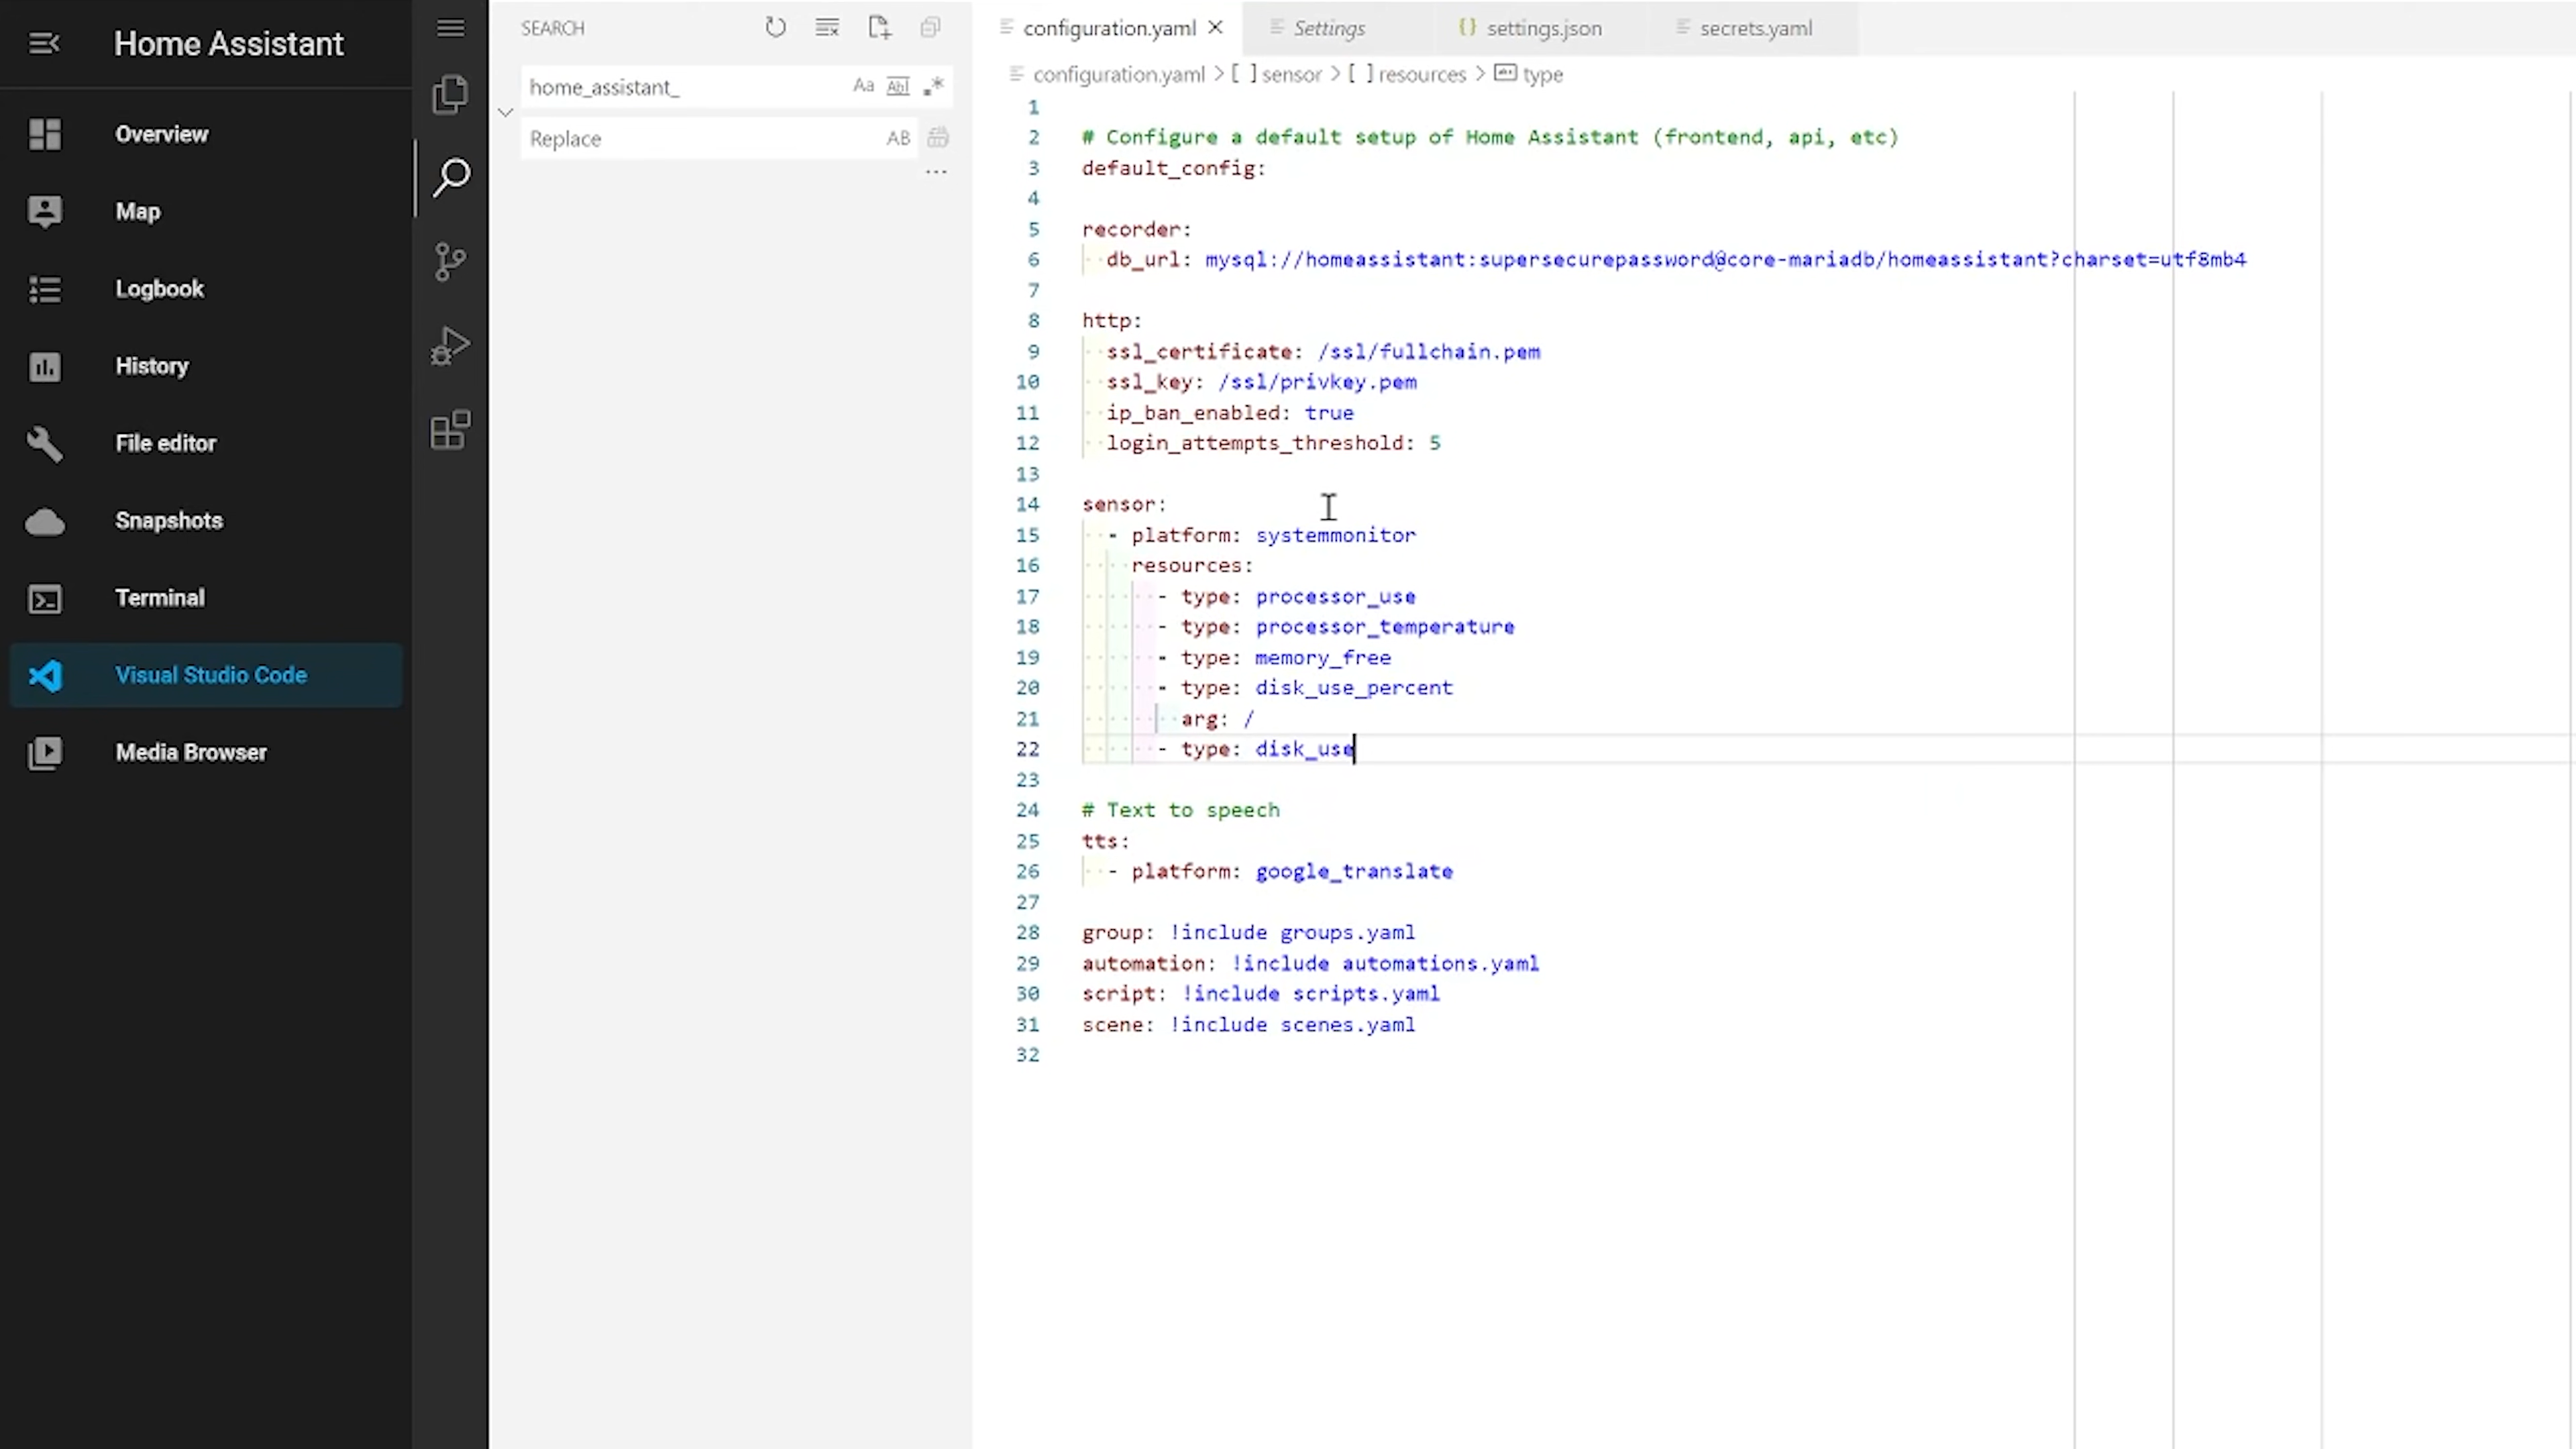 Home Assistant
Overview
Map
Logbook
History
File editor
Snapshots
Terminal
Visual Studio Code
Media Browser
SEARCH
home_assistant_
Aa Abl .*
Replace
AB
...
configuration.yaml Settings {} settings.json secrets.yaml
configuration.yaml > [ ] sensor > [ ] resources > abc type
1
2 # Configure a default setup of Home Assistant (frontend, api, etc)
3 default_config:
4
5 recorder:
6 db_url: mysql://homeassistant:supersecurepassword@core-mariadb/homeassistant?charset=utf8mb4
7
8 http:
9 ssl_certificate: /ssl/fullchain.pem
10 ssl_key: /ssl/privkey.pem
11 ip_ban_enabled: true
12 login_attempts_threshold: 5
13
14 sensor:
15 - platform: systemmonitor
16 resources:
17 - type: processor_use
18 - type: processor_temperature
19 - type: memory_free
20 - type: disk_use_percent
21 arg: /
22 - type: disk_use
23
24 # Text to speech
25 tts:
26 - platform: google_translate
27
28 group: !include groups.yaml
29 automation: !include automations.yaml
30 script: !include scripts.yaml
31 scene: !include scenes.yaml
32